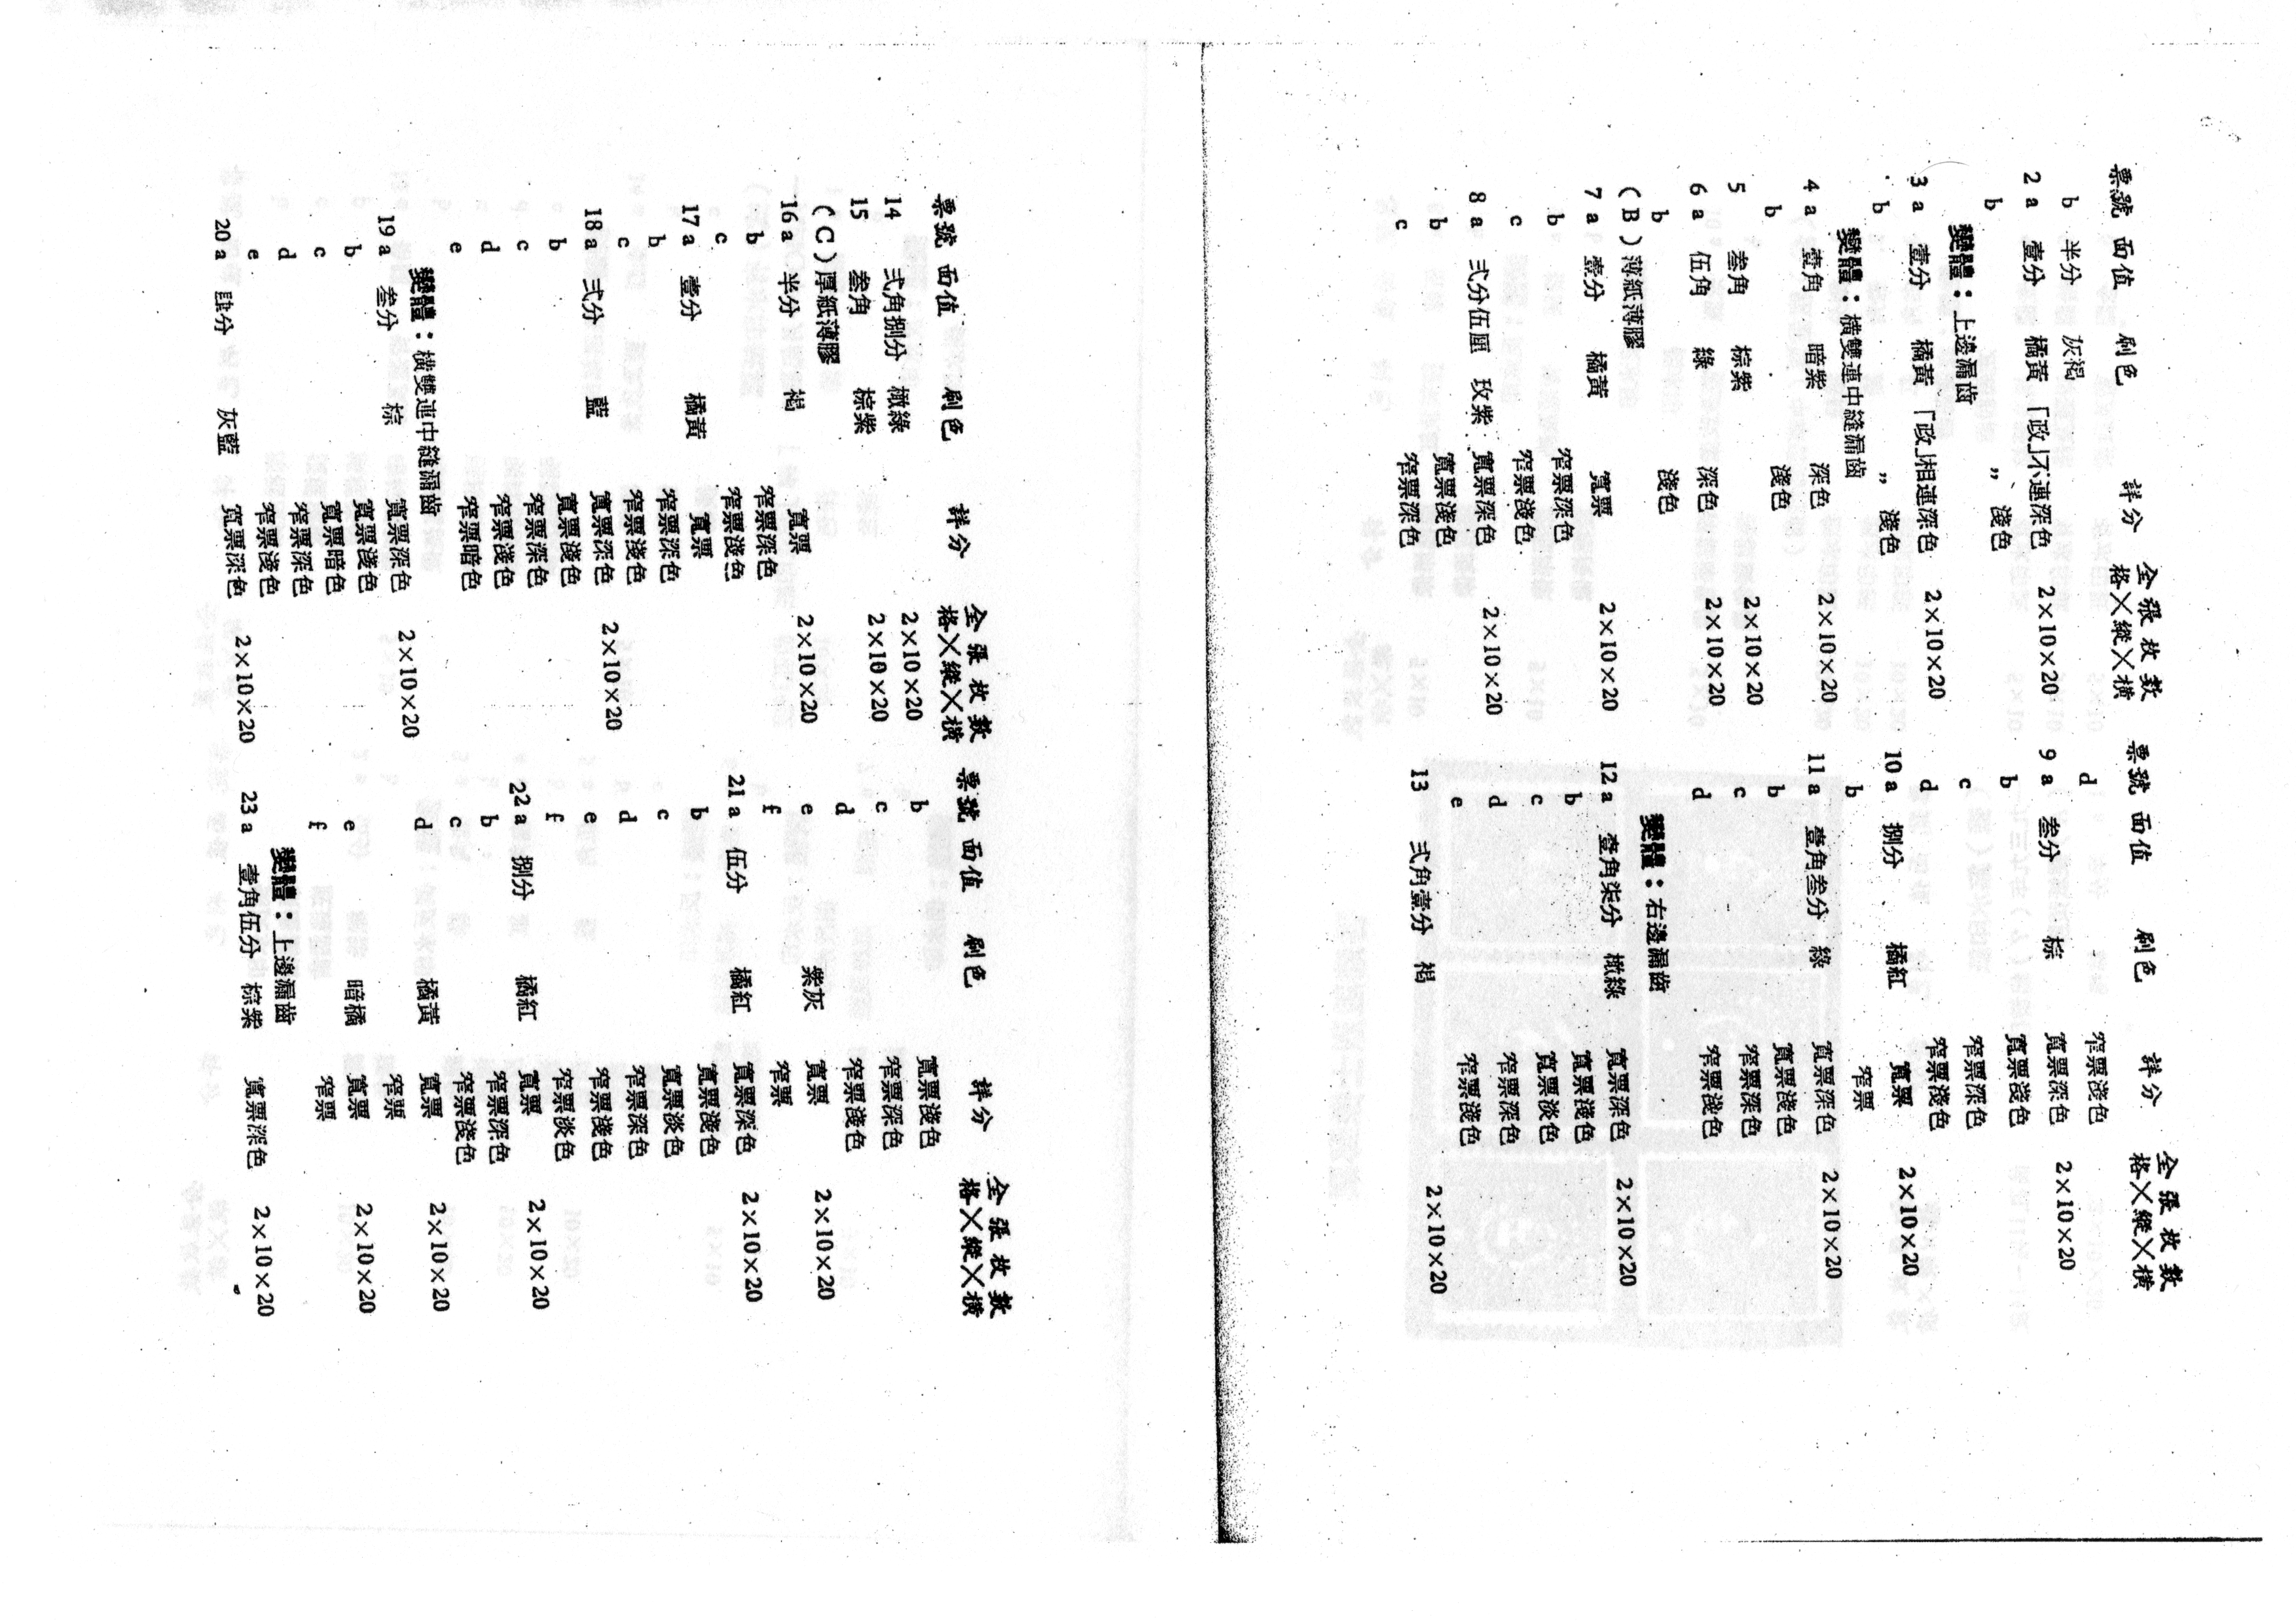 票號 面值 刷色 詳分 全張枚數
格×縱×橫
b 半分 灰褐
2 a 壹分 橘黃 「政」不連深色 2×10×20
b 〃 淺色
變體：上邊漏齒
3 a 壹分 橘黃 「政」相連深色 2×10×20
b 〃 淺色
變體：橫雙連中縫漏齒
4 a 壹角 暗紫 深色 2×10×20
b 淺色
5 叁角 棕紫 2×10×20
6 a 伍角 綠 深色 2×10×20
b 淺色
(B)薄紙薄膠
7 a 壹分 橘黃 寬票 2×10×20
b 窄票深色
c 窄票淺色
8 a 弍分伍厘 玫紫 寬票深色 2×10×20
b 寬票淺色
c 窄票深色
票號 面值 刷色 詳分 全張枚數
格×縱×橫
d 窄票淺色
9 a 叁分 棕 寬票深色 2×10×20
b 寬票淺色
c 窄票深色
d 窄票淺色
10 a 捌分 橘紅 寬票 2×10×20
b 窄票
11 a 壹角叁分 綠 寬票深色 2×10×20
b 寬票淺色
c 窄票深色
d 窄票淺色
變體：右邊漏齒
12 a 壹角柒分 橄綠 寬票深色 2×10×20
b 寬票淺色
c 寬票淡色
d 窄票深色
e 窄票淺色
13 弍角壹分 褐 2×10×20
票號 面值 刷色 詳分 全張枚數
格×縱×橫
14 弍角捌分 橄綠 2×10×20
15 叁角 棕紫 2×10×20
(C)厚紙薄膠
16 a 半分 褐 寬票 2×10×20
b 窄票深色
c 窄票淺色
17 a 壹分 橘黃 寬票
b 窄票深色
c 窄票淺色
18 a 弍分 藍 寬票深色 2×10×20
b 寬票淺色
c 窄票深色
d 窄票淺色
e 窄票暗色
變體：橫雙連中縫漏齒
19 a 叁分 棕 寬票深色 2×10×20
b 寬票淺色
c 寬票暗色
d 窄票深色
e 窄票淺色
20 a 肆分 灰藍 寬票深色 2×10×20
票號 面值 刷色 詳分 全張枚數
格×縱×橫
b 寬票淺色
c 窄票深色
d 窄票淺色
e 紫灰 寬票 2×10×20
f 窄票
21 a 伍分 橘紅 寬票深色 2×10×20
b 寬票淺色
c 寬票淡色
d 窄票深色
e 窄票淺色
f 窄票淡色
22 a 捌分 橘紅 寬票 2×10×20
b 窄票深色
c 窄票淺色
d 橘黃 寬票 2×10×20
窄票
e 暗橘 寬票 2×10×20
f 窄票
變體：上邊漏齒
23 a 壹角伍分 棕紫 寬票深色 2×10×20